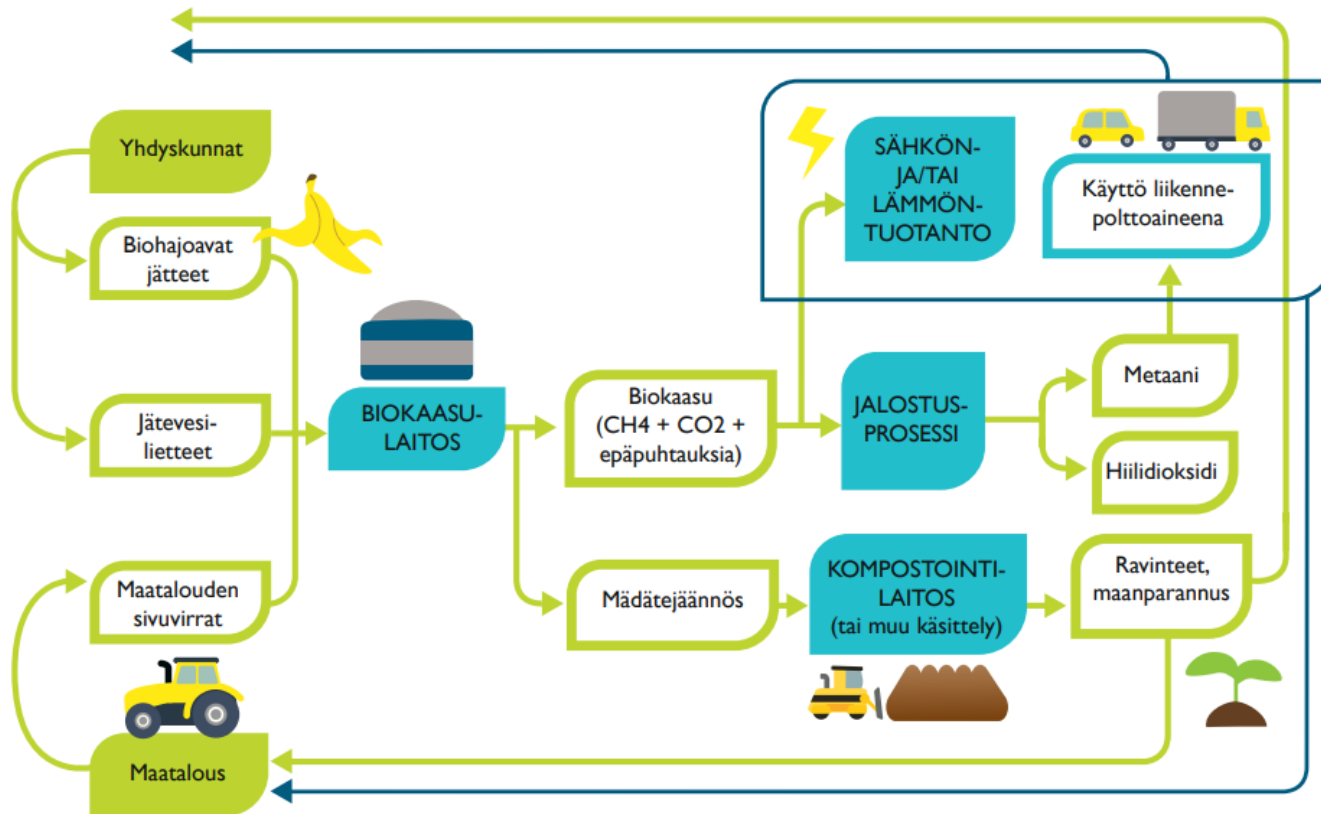 Yhdyskunnat
Biohajoavat
jätteet
Jätevesi-
lietteet
Maatalouden
sivuvirrat
Maatalous
BIOKAASU-
LAITOS
Biokaasu
(CH4 + CO2 +
epäpuhtauksia)
Mädätejäännös
SÄHKÖN-
JA/TAI
LÄMMÖN-
TUOTANTO
Käyttö liikenne-
polttoaineena
JALOSTUS-
PROSESSI
Metaani
Hiilidioksidi
KOMPOSTOINTI-
LAITOS
(tai muu käsittely)
Ravinteet,
maanparannus